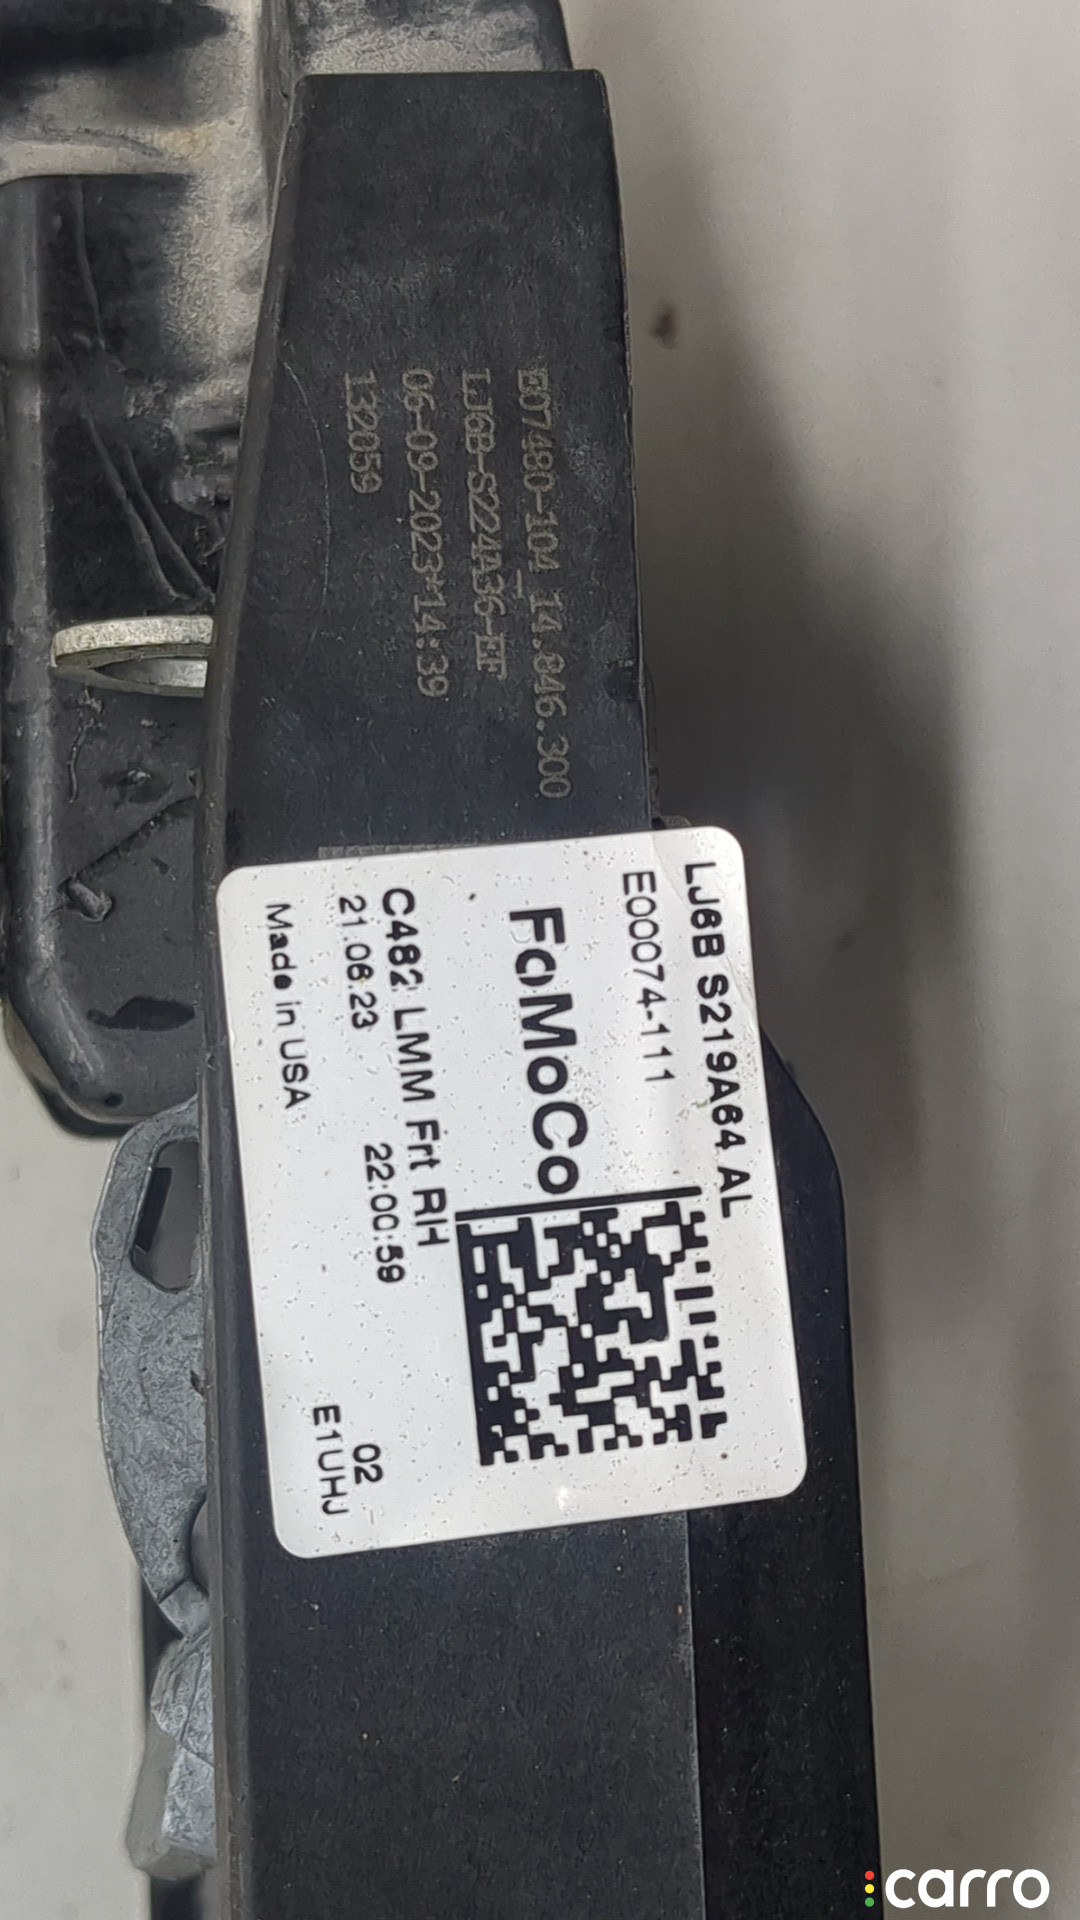 E07480-104 14.846.300
LJ6B-S224A36-EF
06-09-2023*14:39
132059
LJ6B S219A64 AL
E00074-111
FoMoCo
C482 LMM Frt RH
21.06.23 22:00:59 02
Made in USA E1UHJ
carro